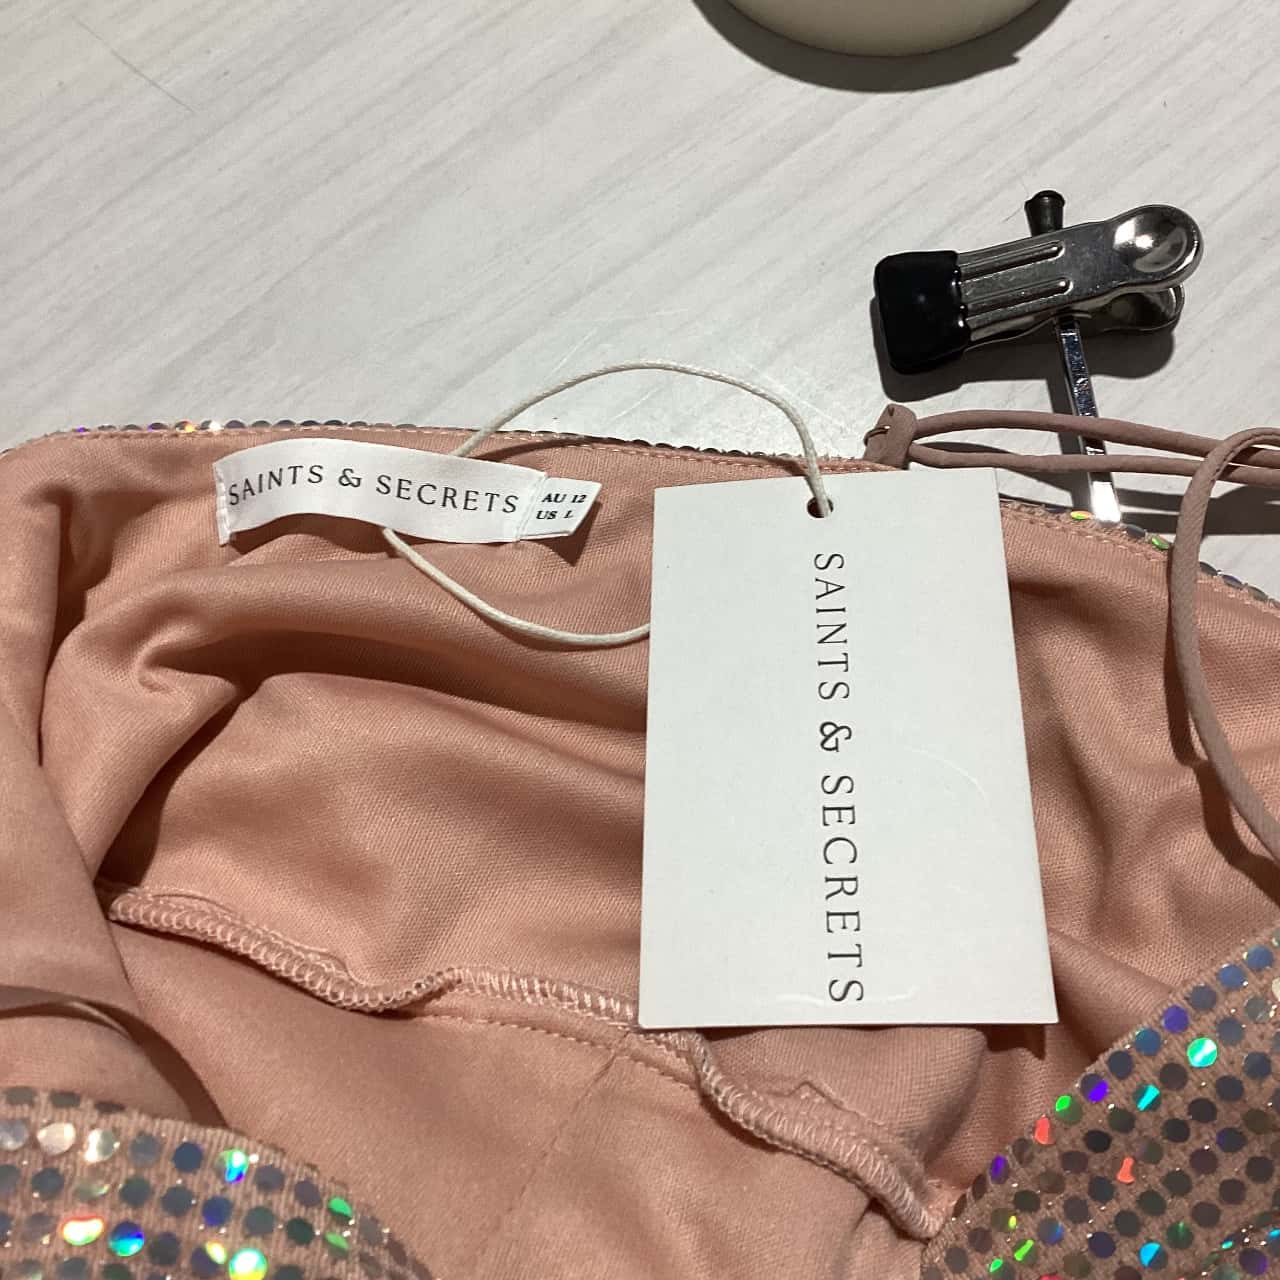 SAINTS & SECRETS
AU 12
US L
SAINTS & SECRETS